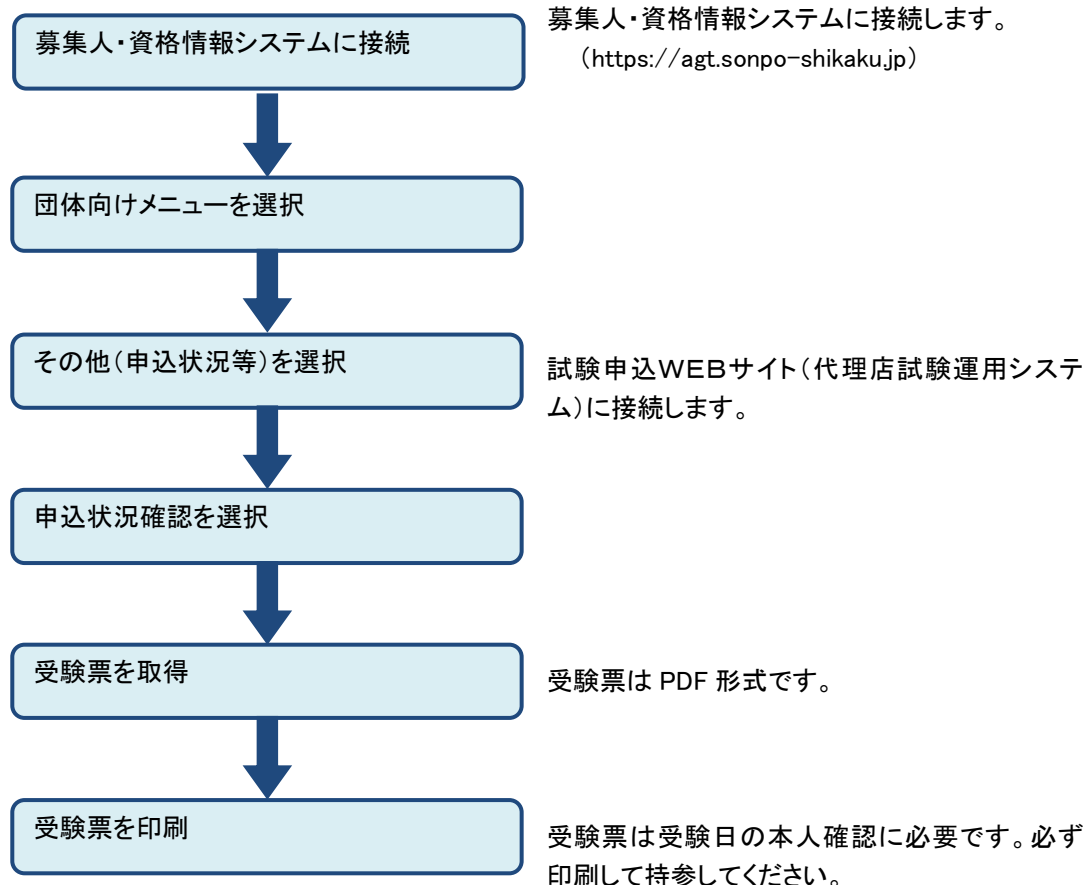 募集人・資格情報システムに接続
募集人・資格情報システムに接続します。
（https://agt.sonpo-shikaku.jp）
団体向けメニューを選択
その他（申込状況等）を選択
試験申込ＷＥＢサイト（代理店試験運用システ
ム）に接続します。
申込状況確認を選択
受験票を取得
受験票は PDF 形式です。
受験票を印刷
受験票は受験日の本人確認に必要です。必ず
印刷して持参してください。